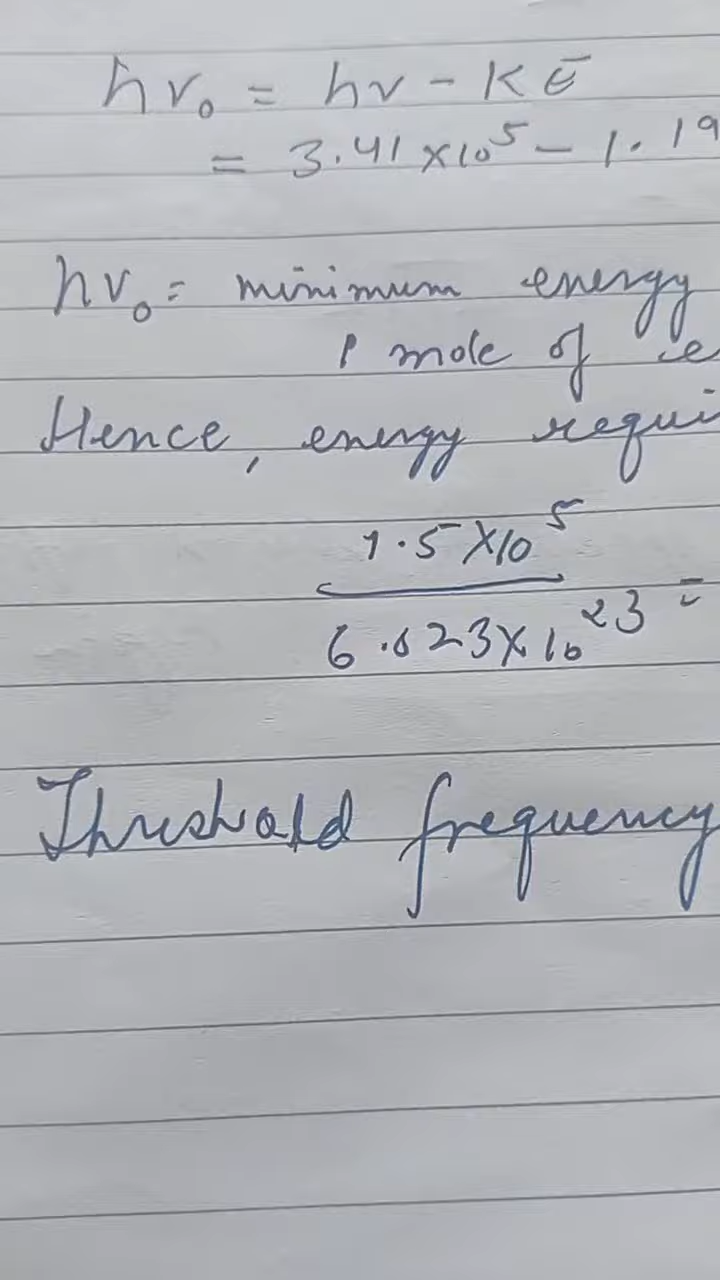 hν₀ = hν - KE
= 3.41 × 10⁵ - 1.19
hν₀ = minimum energy
1 mole of
Hence, energy requi
1.5 × 10⁵
6.023 × 10²³ =
Threshold frequency